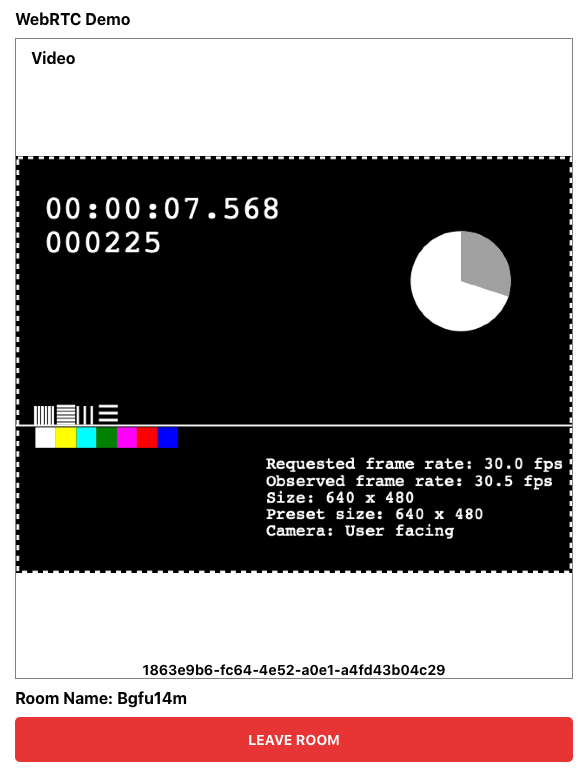 WebRTC Demo
Video
00:00:07.568
000225
Requested frame rate: 30.0 fps
Observed frame rate: 30.5 fps
Size: 640 x 480
Preset size: 640 x 480
Camera: User facing
1863e9b6-fc64-4e52-a0e1-a4fd43b04c29
Room Name: Bgfu14m
LEAVE ROOM